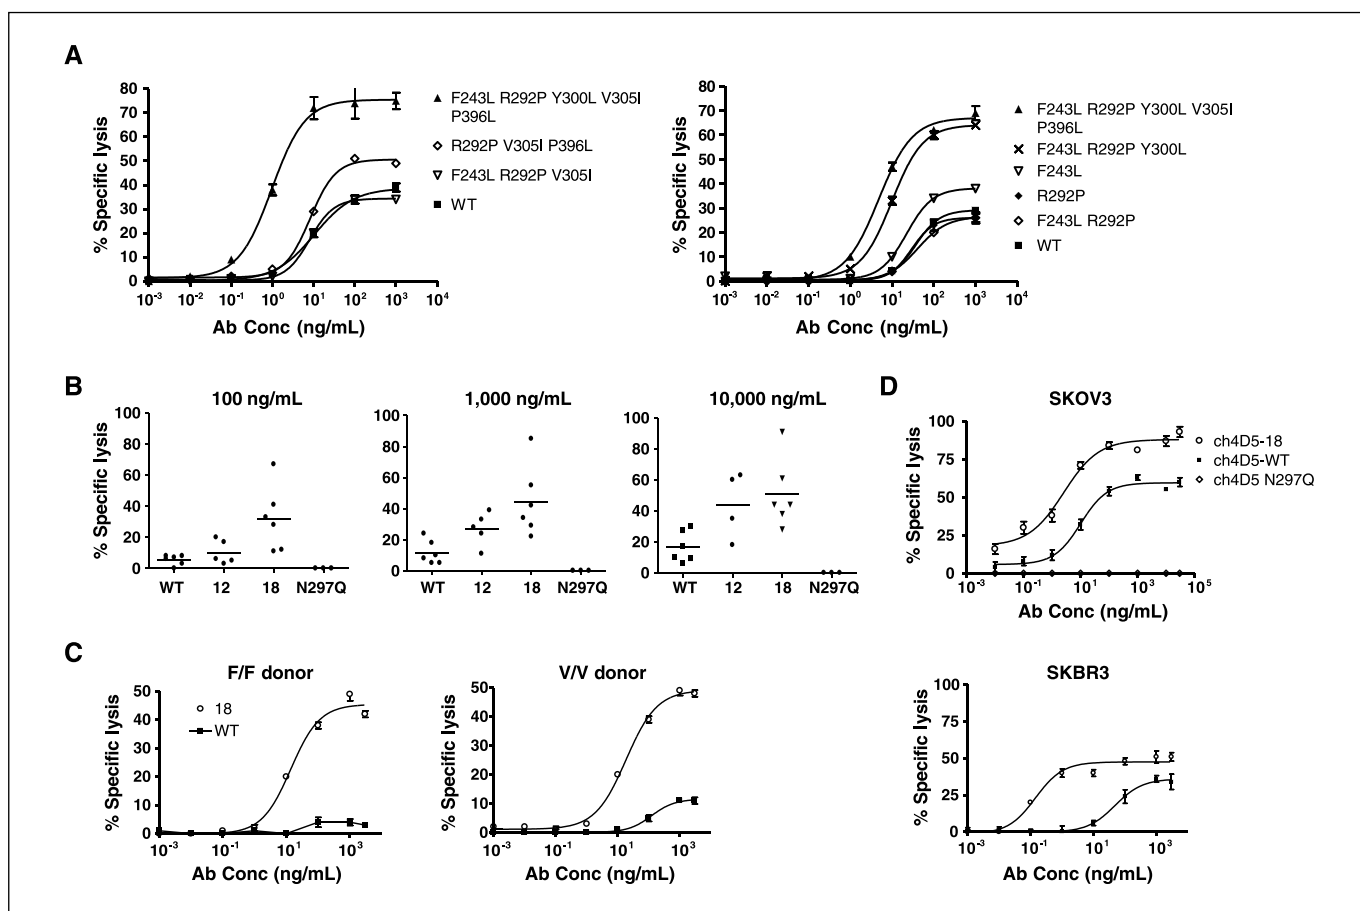 A
% Specific lysis
80
70
60
50
40
30
20
10
0
10-3 10-2 10-1 100 101 102 103 104
Ab Conc (ng/mL)
F243L R292P Y300L V305I
P396L
R292P V305I P396L
F243L R292P V305I
WT
% Specific lysis
80
70
60
50
40
30
20
10
0
10-3 10-2 10-1 100 101 102 103 104
Ab Conc (ng/mL)
F243L R292P Y300L V305I
P396L
F243L R292P Y300L
F243L
R292P
F243L R292P
WT
B
100 ng/mL
% Specific lysis
100
80
60
40
20
0
WT 12 18 N297Q
1,000 ng/mL
100
80
60
40
20
0
WT 12 18 N297Q
10,000 ng/mL
100
80
60
40
20
0
WT 12 18 N297Q
D
SKOV3
% Specific lysis
100
75
50
25
0
10-3 10-1 101 103 105
Ab Conc (ng/mL)
ch4D5-18
ch4D5-WT
ch4D5 N297Q
C
F/F donor
% Specific lysis
50
40
30
20
10
0
10-3 10-1 101 103
Ab Conc (ng/mL)
18
WT
V/V donor
% Specific lysis
50
40
30
20
10
0
10-3 10-1 101 103
Ab Conc (ng/mL)
SKBR3
% Specific lysis
100
75
50
25
0
10-3 10-1 101 103
Ab Conc (ng/mL)